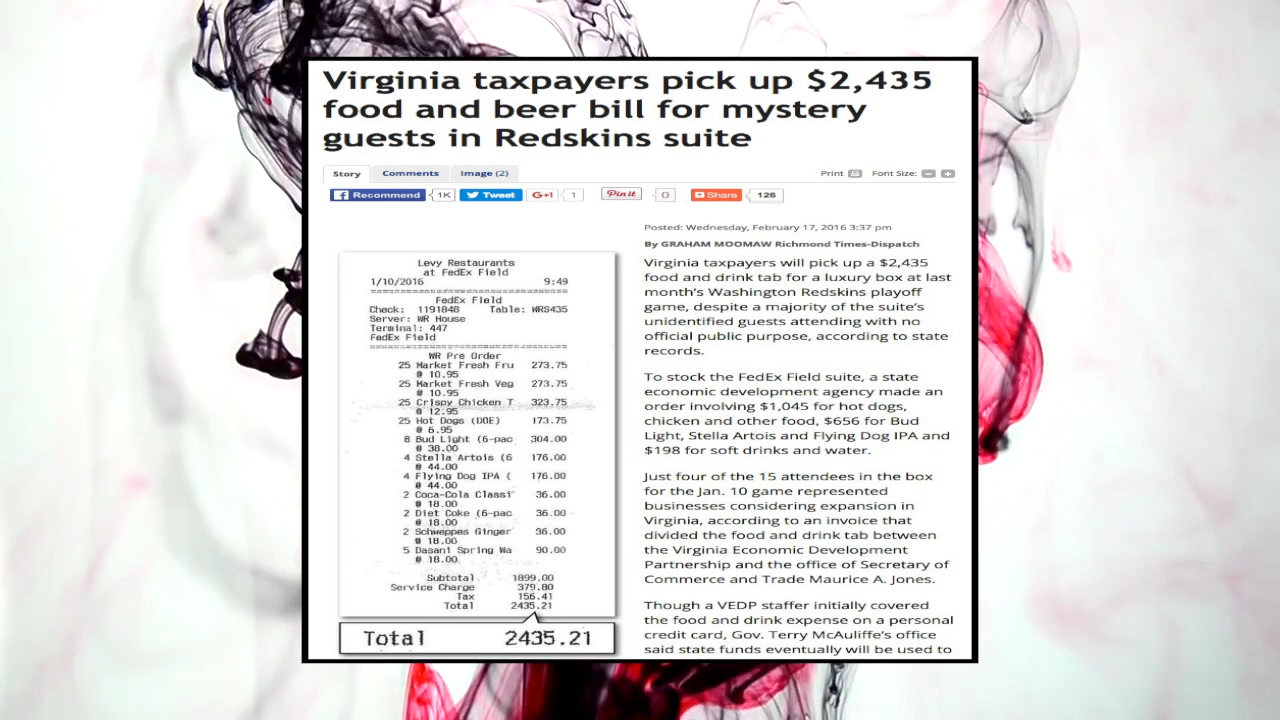 Virginia taxpayers pick up $2,435
food and beer bill for mystery
guests in Redskins suite
Story Comments Image (2) Print Font Size:
Recommend 1K Tweet G+1 1 Pin it 0 Share 126
Levy Restaurants
at FedEx Field
1/10/2016 9:49
FedEx Field
Check: 1191848 Table: WRS435
Server: WR House
Terminal: 447
FedEx Field
WR Pre Order
25 Market Fresh Fru 273.75
@ 10.95
25 Market Fresh Veg 273.75
@ 10.95
25 Crispy Chicken T 323.75
@ 12.95
25 Hot Dogs (DOE) 173.75
@ 6.95
8 Bud Light (6-pac 304.00
@ 38.00
4 Stella Artois (6 176.00
@ 44.00
4 Flying Dog IPA ( 176.00
@ 44.00
2 Coca-Cola Classi 36.00
@ 18.00
2 Diet Coke (6-pac 36.00
@ 18.00
2 Schweppes Ginger 36.00
@ 18.00
5 Dasani Spring Wa 90.00
@ 18.00
Subtotal 1899.00
Service Charge 379.80
Tax 156.41
Total 2435.21
Total 2435.21
Posted: Wednesday, February 17, 2016 3:37 pm
By GRAHAM MOOMAW Richmond Times-Dispatch
Virginia taxpayers will pick up a $2,435
food and drink tab for a luxury box at last
month's Washington Redskins playoff
game, despite a majority of the suite's
unidentified guests attending with no
official public purpose, according to state
records.
To stock the FedEx Field suite, a state
economic development agency made an
order involving $1,045 for hot dogs,
chicken and other food, $656 for Bud
Light, Stella Artois and Flying Dog IPA and
$198 for soft drinks and water.
Just four of the 15 attendees in the box
for the Jan. 10 game represented
businesses considering expansion in
Virginia, according to an invoice that
divided the food and drink tab between
the Virginia Economic Development
Partnership and the office of Secretary of
Commerce and Trade Maurice A. Jones.
Though a VEDP staffer initially covered
the food and drink expense on a personal
credit card, Gov. Terry McAuliffe's office
said state funds eventually will be used to